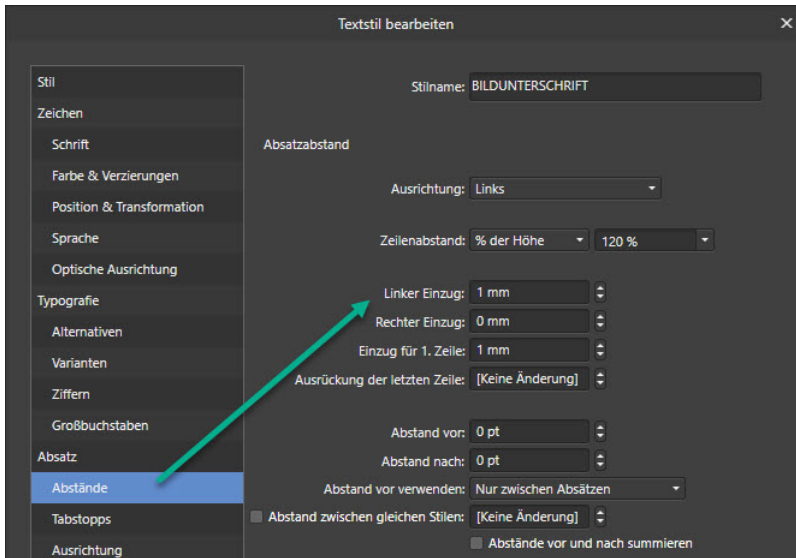 Textstil bearbeiten
Stil
Zeichen
Schrift
Farbe & Verzierungen
Position & Transformation
Sprache
Optische Ausrichtung
Typografie
Alternativen
Varianten
Ziffern
Großbuchstaben
Absatz
Abstände
Tabstopps
Ausrichtung
Stilname: BILDUNTERSCHRIFT
Absatzabstand
Ausrichtung: Links
Zeilenabstand: % der Höhe 120 %
Linker Einzug: 1 mm
Rechter Einzug: 0 mm
Einzug für 1. Zeile: 1 mm
Ausrückung der letzten Zeile: [Keine Änderung]
Abstand vor: 0 pt
Abstand nach: 0 pt
Abstand vor verwenden: Nur zwischen Absätzen
Abstand zwischen gleichen Stilen: [Keine Änderung]
Abstände vor und nach summieren